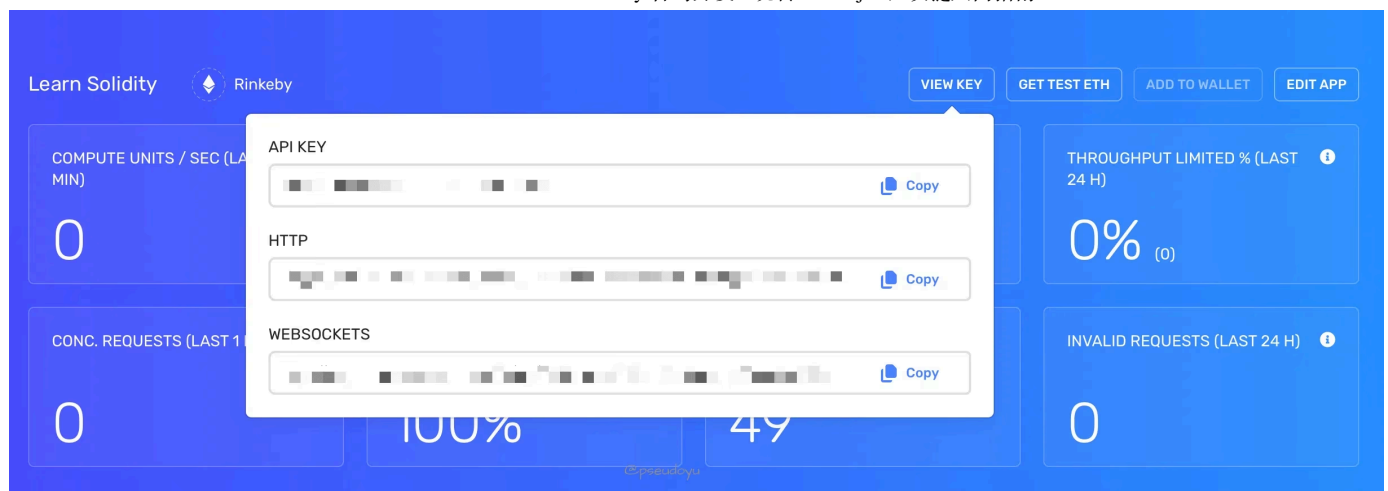 Learn Solidity
Rinkeby
VIEW KEY
GET TEST ETH
ADD TO WALLET
EDIT APP
COMPUTE UNITS / SEC (LA
MIN)
0
API KEY
Copy
HTTP
Copy
WEBSOCKETS
Copy
THROUGHPUT LIMITED % (LAST
24 H)
0% (0)
CONC. REQUESTS (LAST 1
0
100%
49
INVALID REQUESTS (LAST 24 H)
0
@pseudoyu